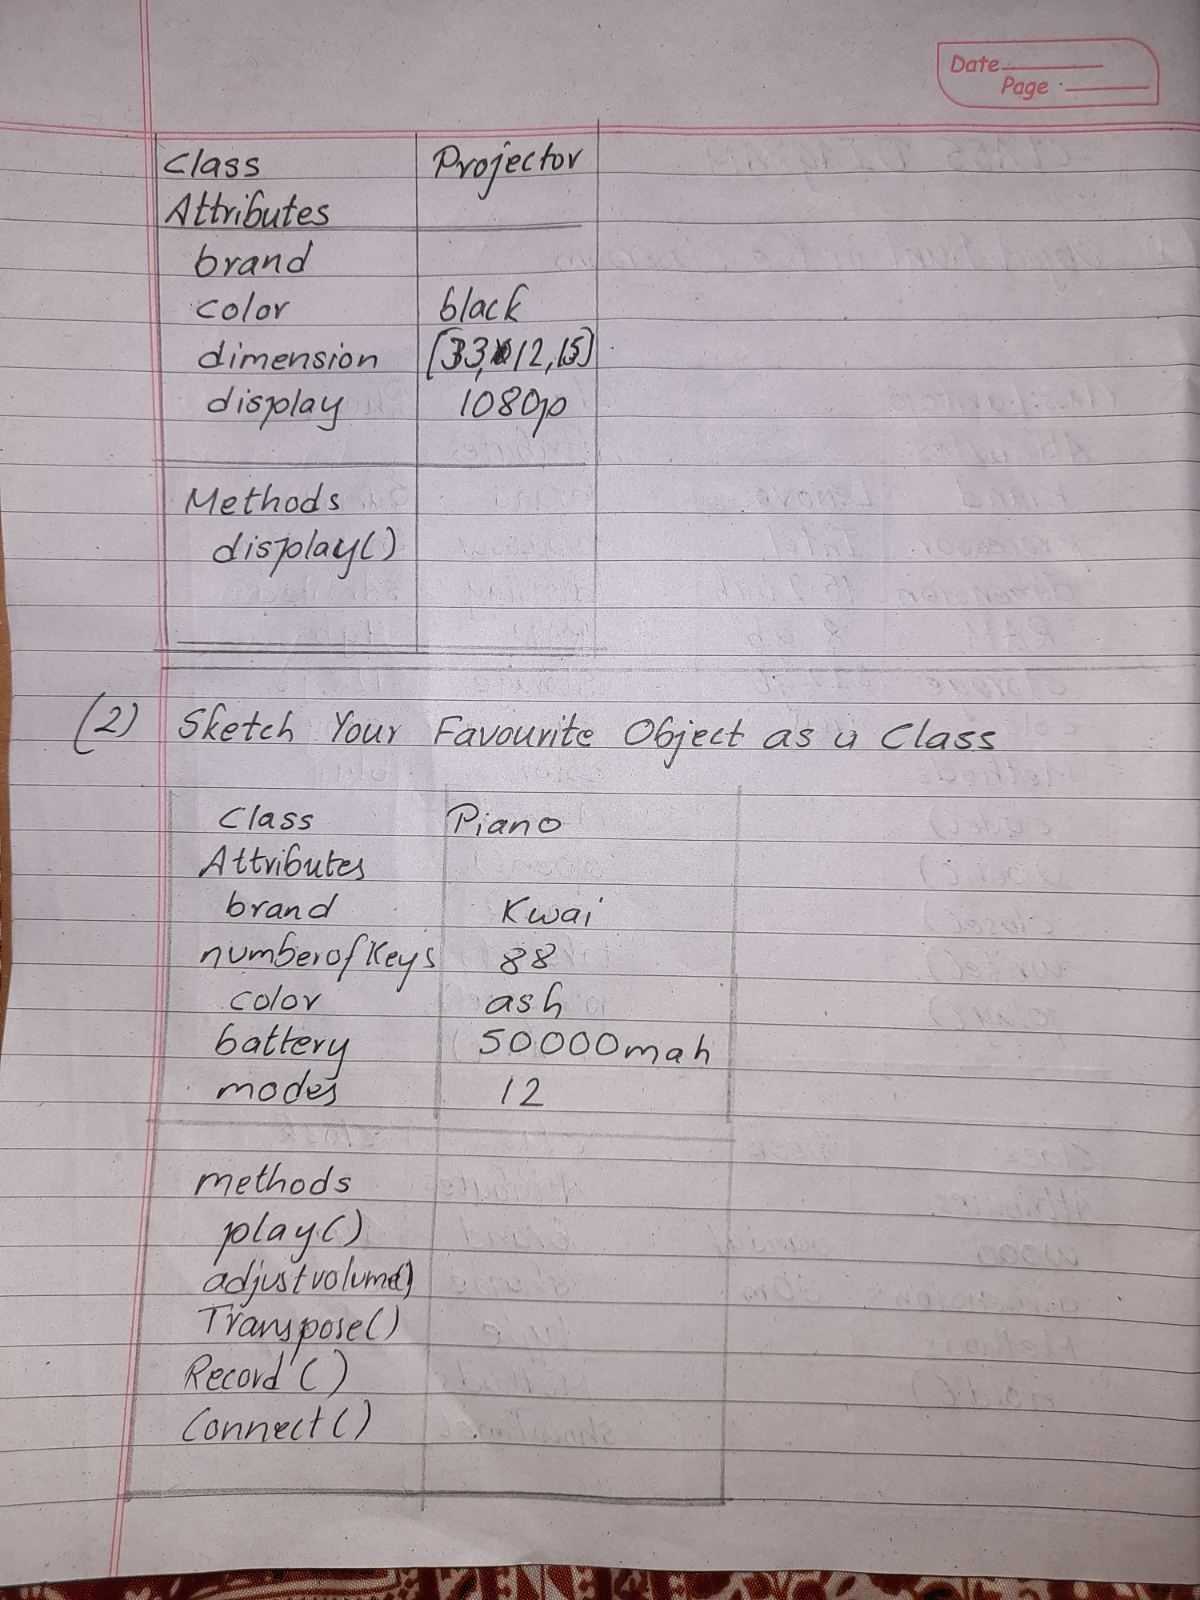 Date
Page
Class Projector
Attributes
brand
color black
dimension [33,12,15]
display 1080p
Methods
display()
(2) Sketch Your Favourite Object as a Class
Class Piano
Attributes
brand Kwai
numberofKeys 88
color ash
battery 50000mah
modes 12
methods
play()
adjustvolume()
Transpose()
Record()
Connect()